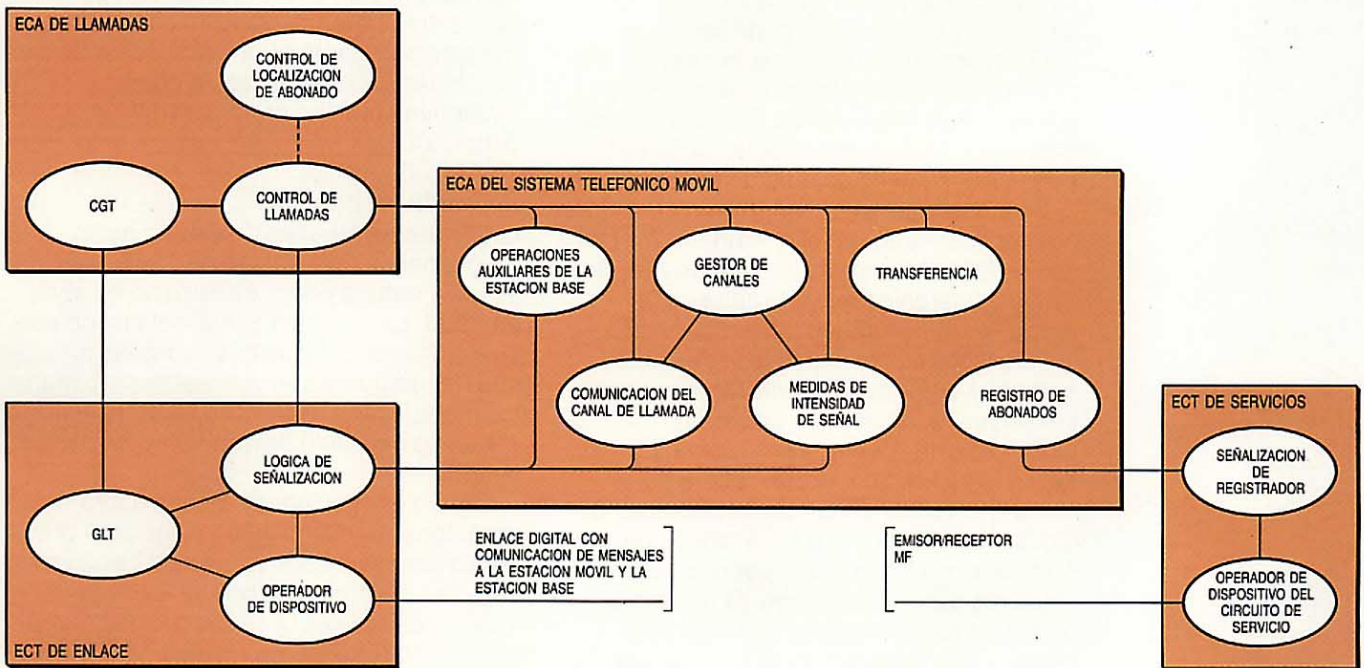 ECA DE LLAMADAS
CONTROL DE
LOCALIZACION
DE ABONADO
CGT
CONTROL DE
LLAMADAS
ECA DEL SISTEMA TELEFONICO MOVIL
OPERACIONES
AUXILIARES DE LA
ESTACION BASE
GESTOR DE
CANALES
TRANSFERENCIA
COMUNICACION DEL
CANAL DE LLAMADA
MEDIDAS DE
INTENSIDAD
DE SEÑAL
REGISTRO DE
ABONADOS
ECT DE SERVICIOS
SEÑALIZACION
DE
REGISTRADOR
OPERADOR DE
DISPOSITIVO DEL
CIRCUITO DE
SERVICIO
LOGICA DE
SEÑALIZACION
GLT
OPERADOR
DE DISPOSITIVO
ECT DE ENLACE
ENLACE DIGITAL CON
COMUNICACION DE MENSAJES
A LA ESTACION MOVIL Y LA
ESTACION BASE
EMISOR/RECEPTOR
MF